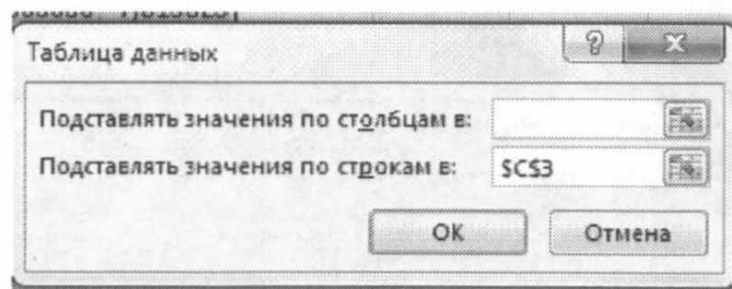 Таблица данных
Подставлять значения по столбцам в:
Подставлять значения по строкам в: $C$3
ОК Отмена